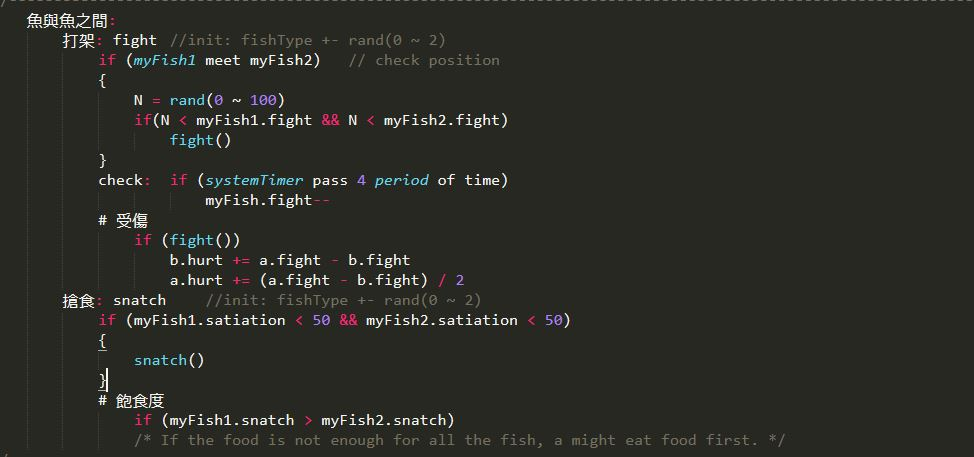 魚與魚之間:
打架: fight //init: fishType +- rand(0 ~ 2)
if (myFish1 meet myFish2) // check position
{
N = rand(0 ~ 100)
if(N < myFish1.fight && N < myFish2.fight)
fight()
}
check: if (systemTimer pass 4 period of time)
myFish.fight--
# 受傷
if (fight())
b.hurt += a.fight - b.fight
a.hurt += (a.fight - b.fight) / 2
搶食: snatch //init: fishType +- rand(0 ~ 2)
if (myFish1.satiation < 50 && myFish2.satiation < 50)
{
snatch()
}
# 飽食度
if (myFish1.snatch > myFish2.snatch)
/* If the food is not enough for all the fish, a might eat food first. */